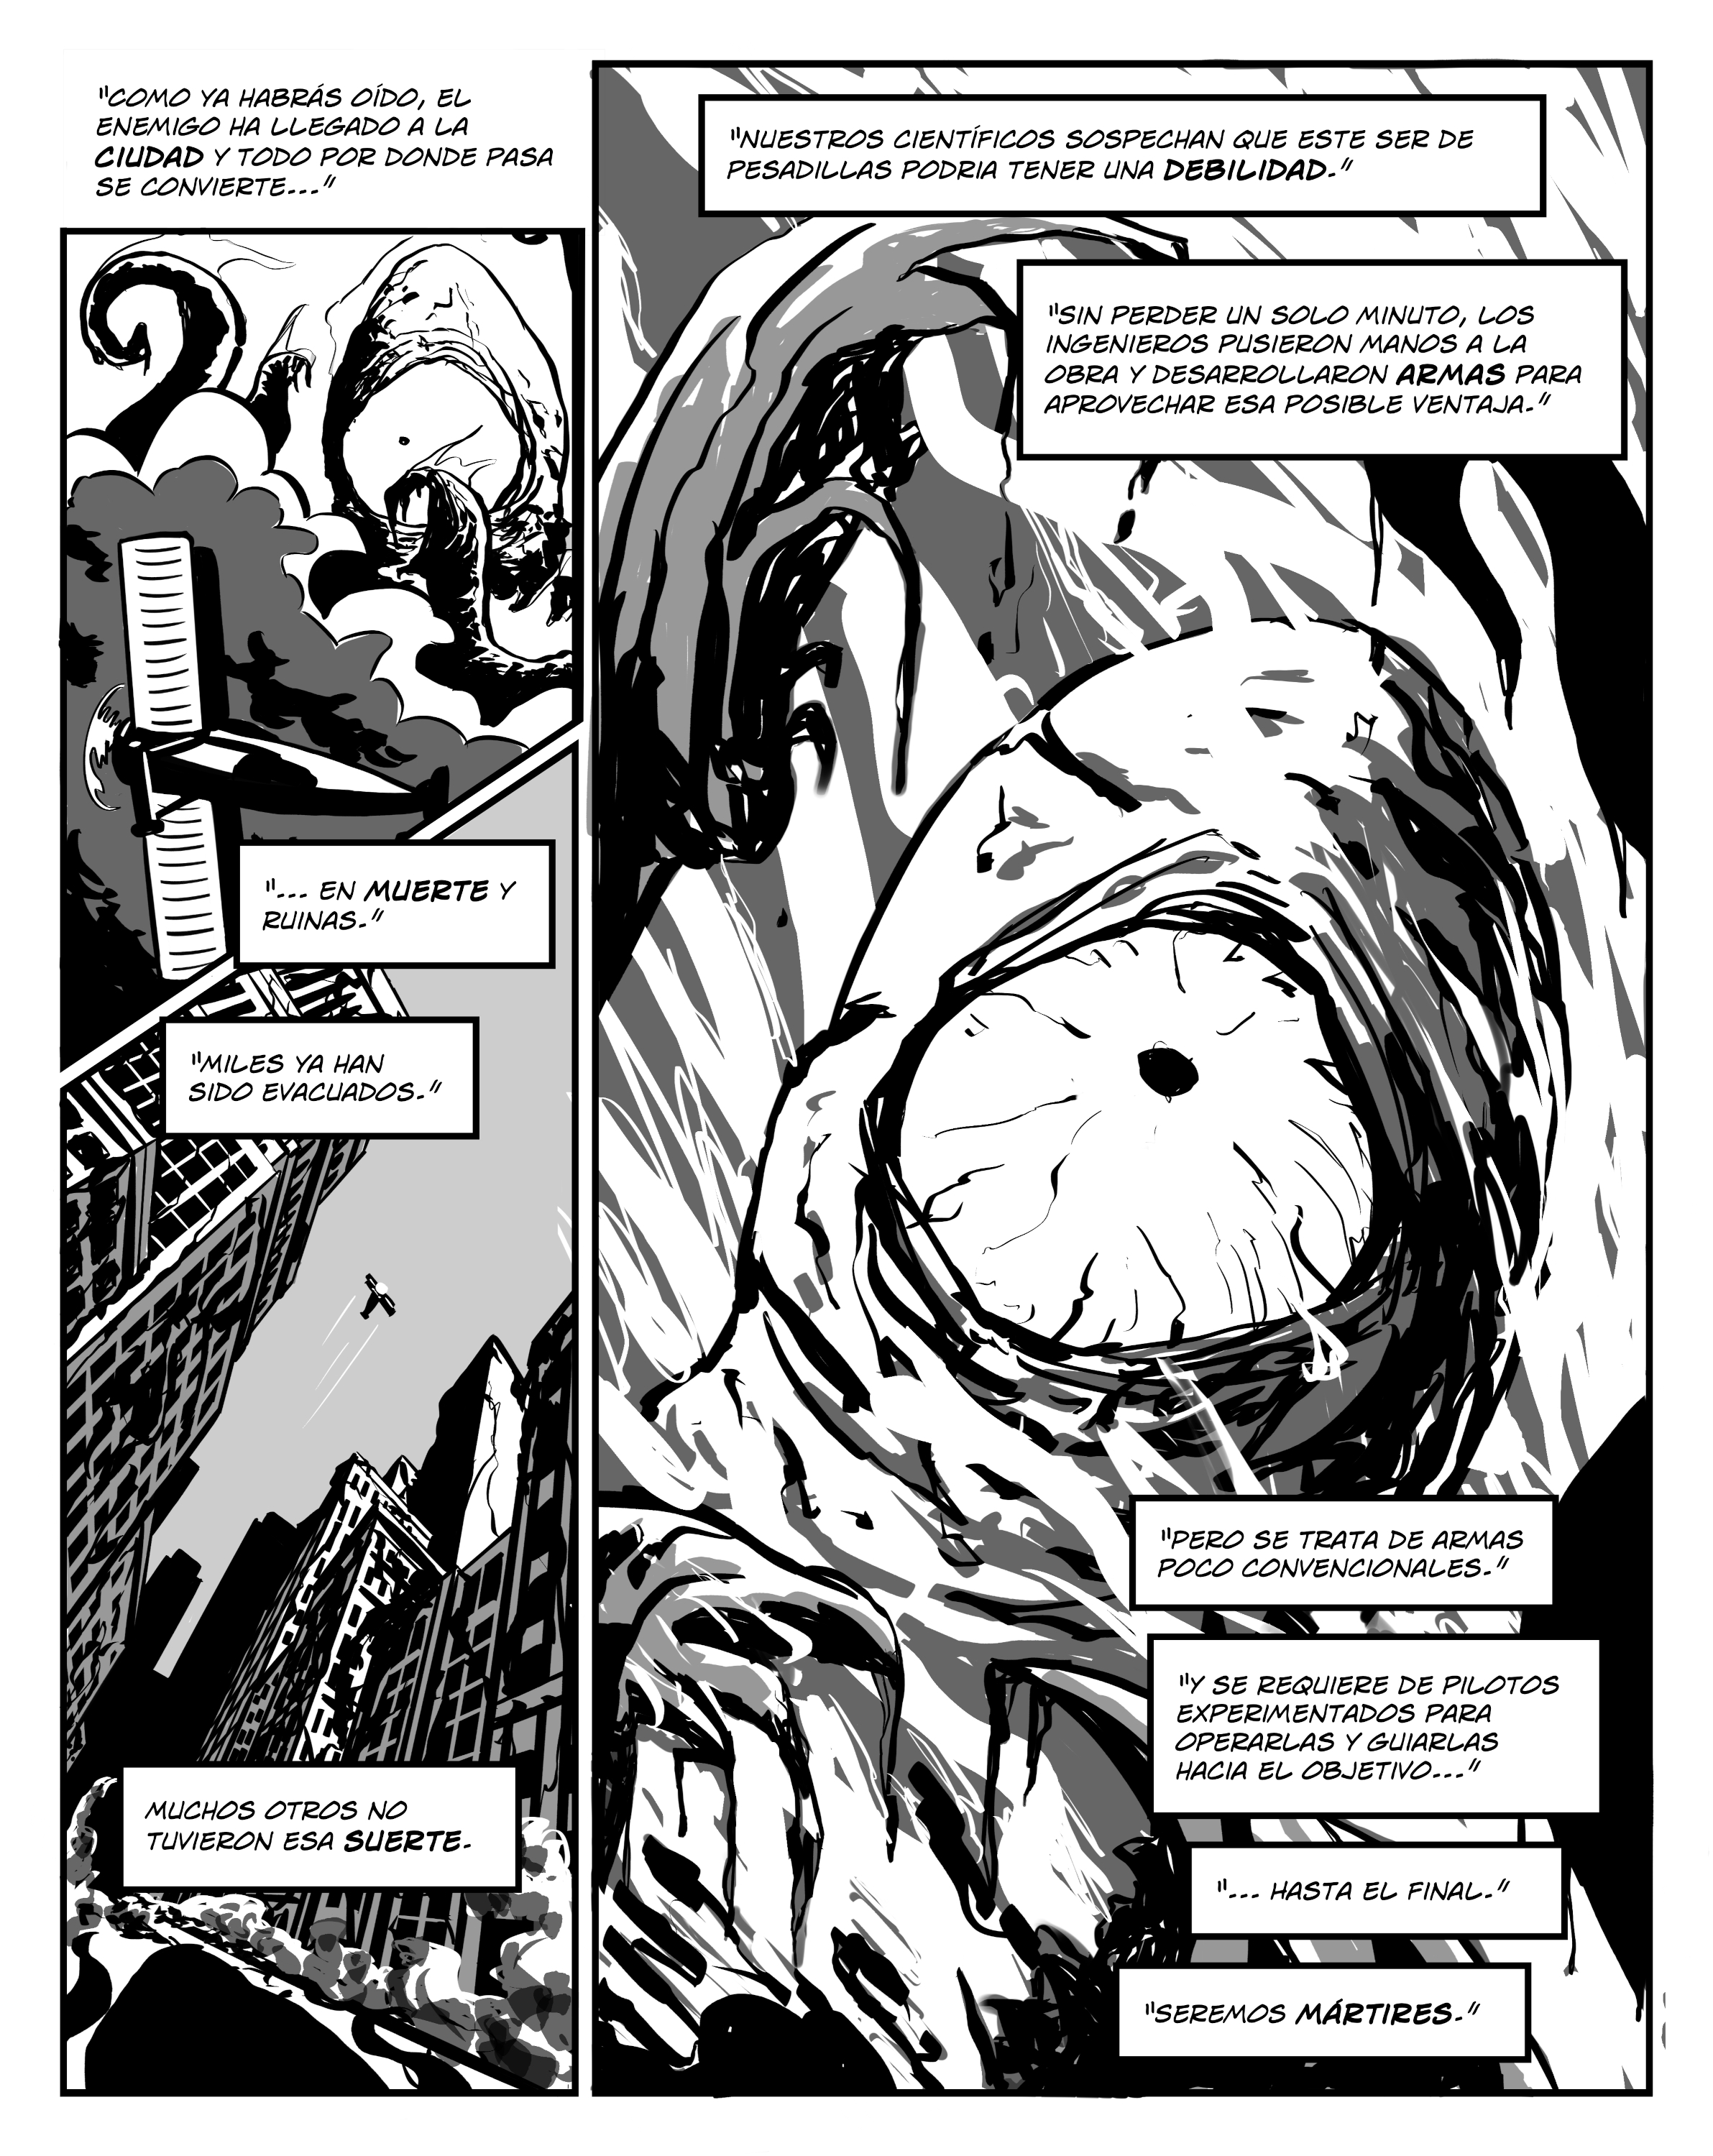 "COMO YA HABRÁS OÍDO, EL
ENEMIGO HA LLEGADO A LA
CIUDAD Y TODO POR DONDE PASA
SE CONVIERTE..."
"... EN MUERTE Y
RUINAS."
"MILES YA HAN
SIDO EVACUADOS."
MUCHOS OTROS NO
TUVIERON ESA SUERTE.
"NUESTROS CIENTÍFICOS SOSPECHAN QUE ESTE SER DE
PESADILLAS PODRIA TENER UNA DEBILIDAD."
"SIN PERDER UN SOLO MINUTO, LOS
INGENIEROS PUSIERON MANOS A LA
OBRA Y DESARROLLARON ARMAS PARA
APROVECHAR ESA POSIBLE VENTAJA."
"PERO SE TRATA DE ARMAS
POCO CONVENCIONALES."
"Y SE REQUIERE DE PILOTOS
EXPERIMENTADOS PARA
OPERARLAS Y GUIARLAS
HACIA EL OBJETIVO..."
"... HASTA EL FINAL."
"SEREMOS MÁRTIRES."